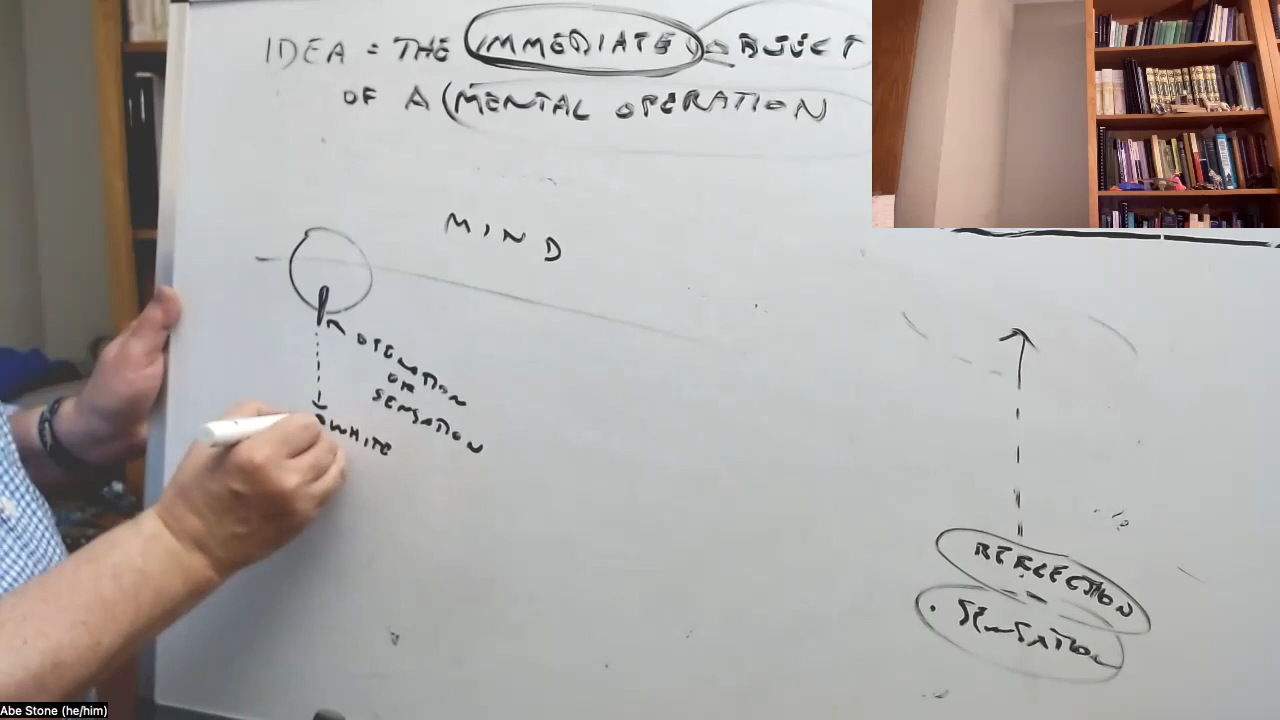 IDEA = THE IMMEDIATE OBJECT
OF A (MENTAL OPERATION
MIND
OPERATION
OF
SENSATION
WHITE
REFLECTION
SENSATION
Abe Stone (he/him)